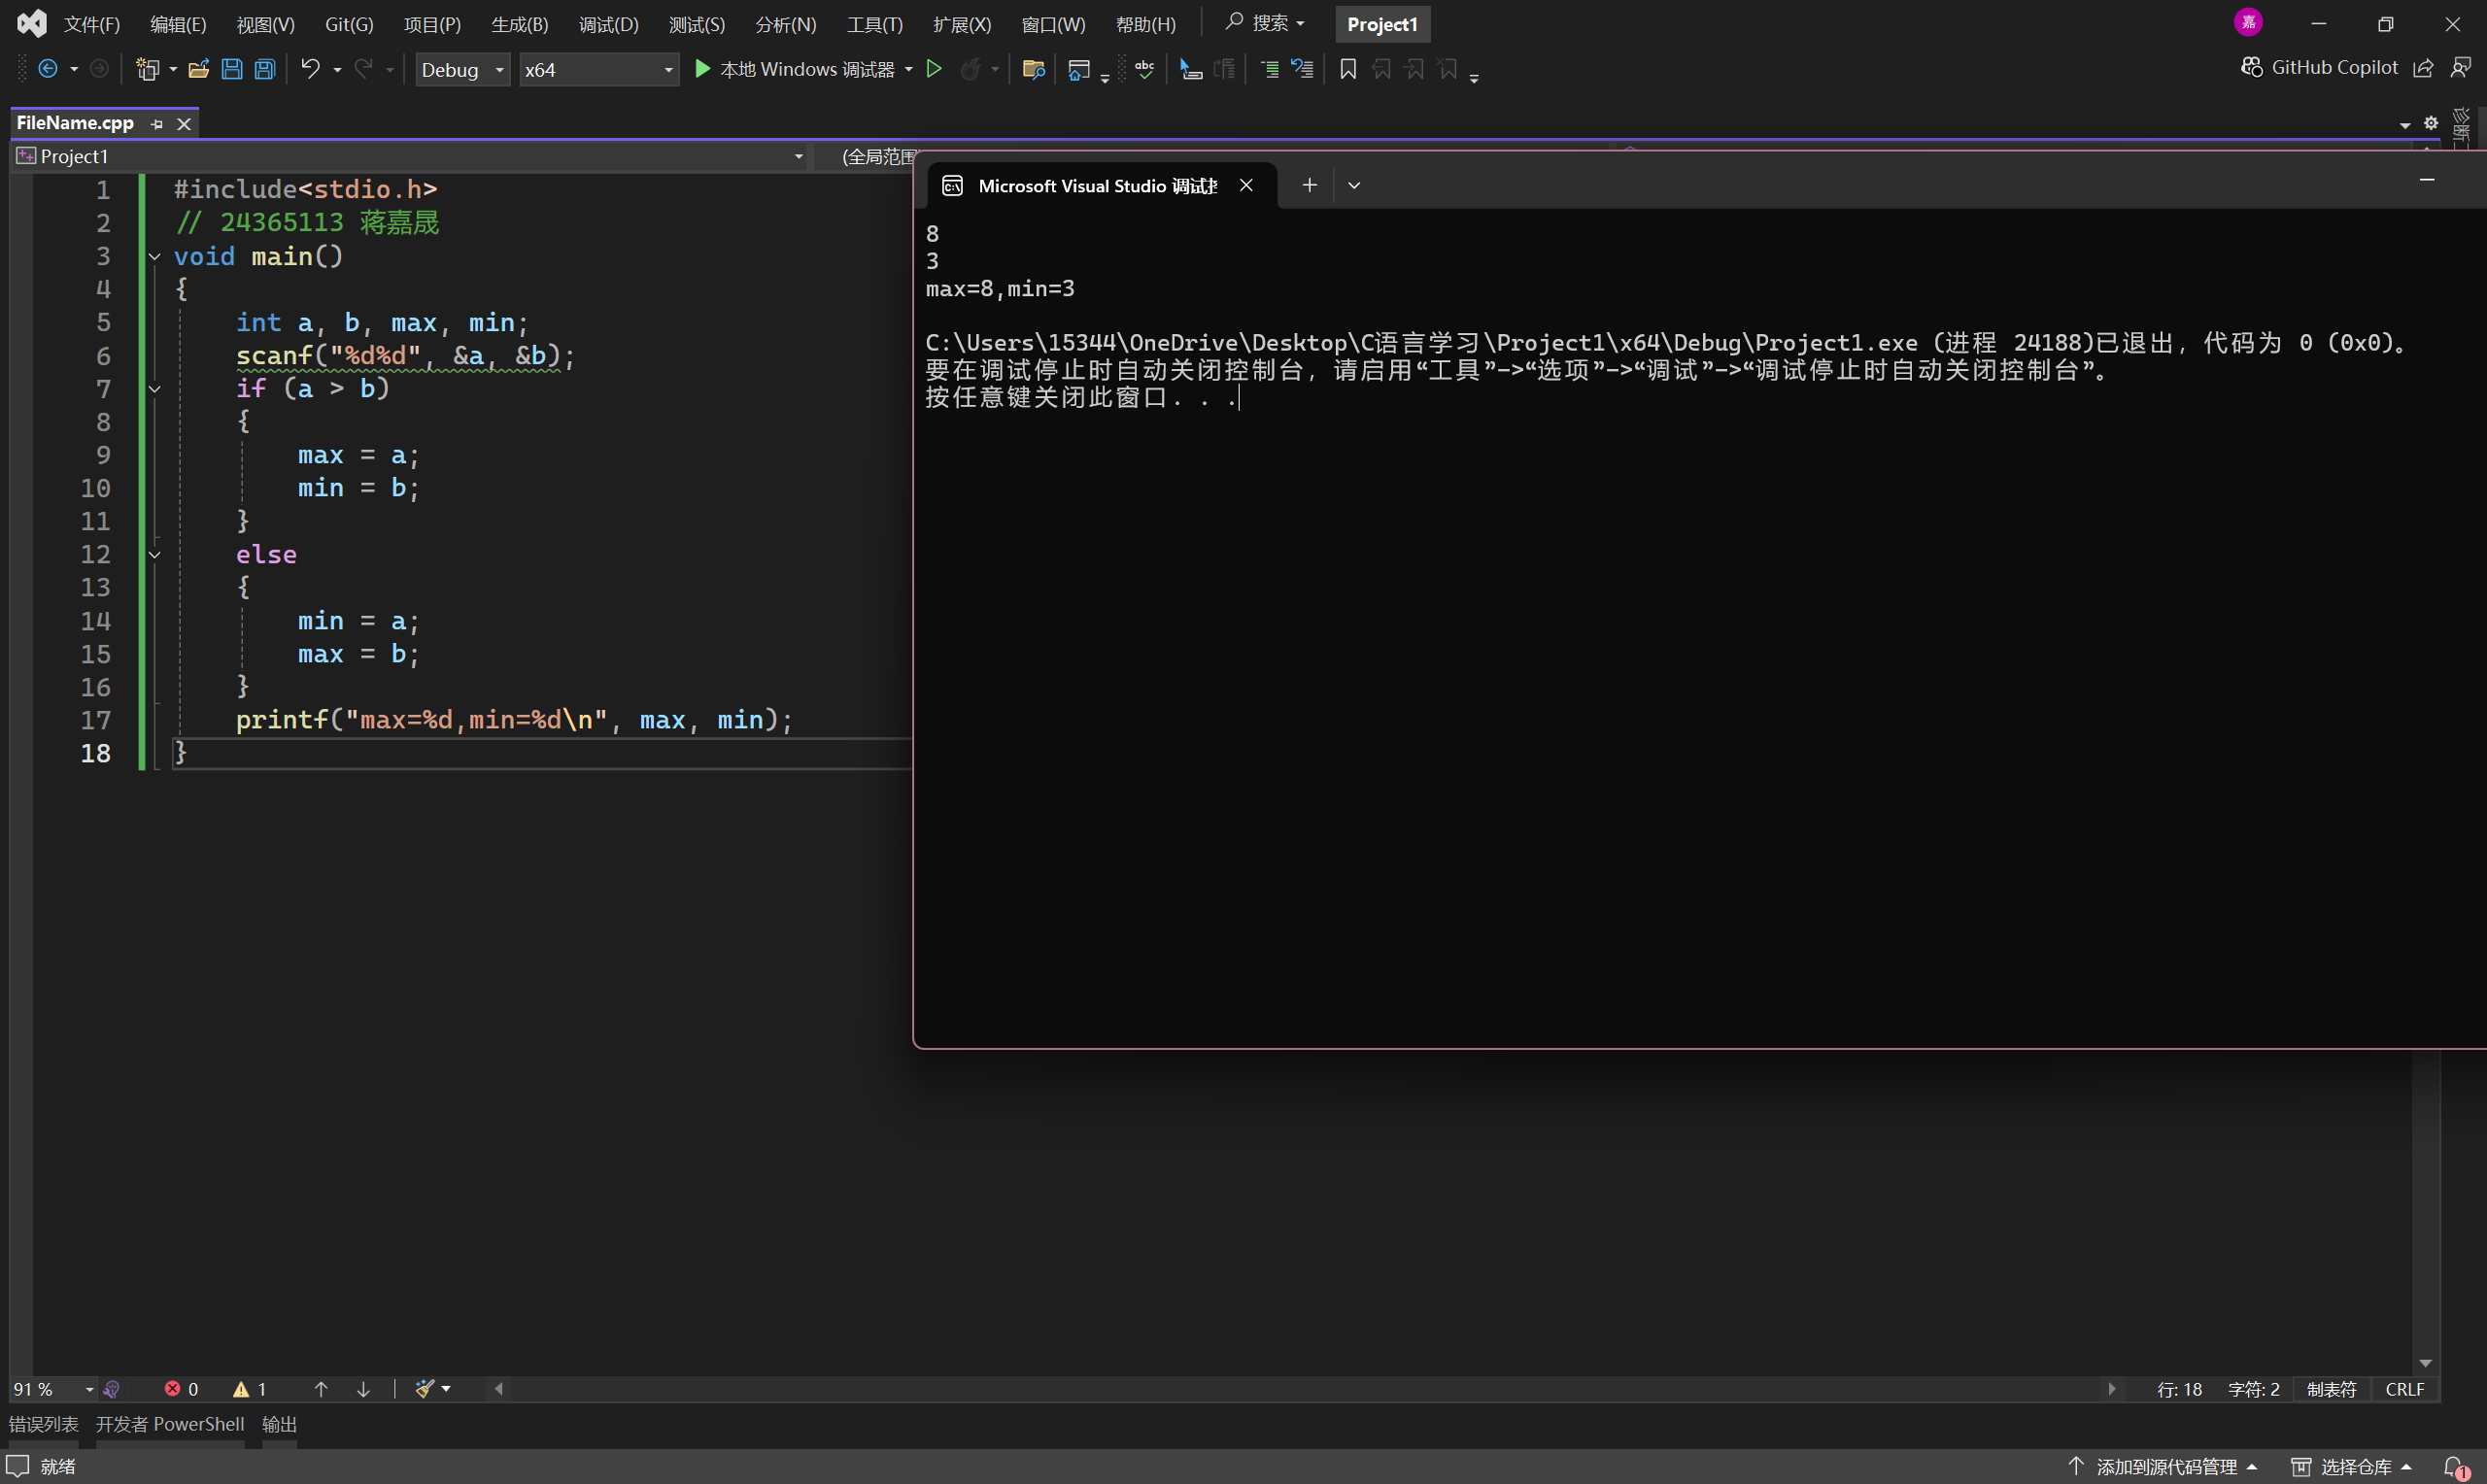 文件(F) 编辑(E) 视图(V) Git(G) 项目(P) 生成(B) 调试(D) 测试(S) 分析(N) 工具(T) 扩展(X) 窗口(W) 帮助(H) 搜索 Project1 嘉
Debug x64 本地 Windows 调试器 abc GitHub Copilot
FileName.cpp
Project1 (全局范围)
1 #include<stdio.h>
2 // 24365113 蒋嘉晟
3 void main()
4 {
5 int a, b, max, min;
6 scanf("%d%d", &a, &b);
7 if (a > b)
8 {
9 max = a;
10 min = b;
11 }
12 else
13 {
14 min = a;
15 max = b;
16 }
17 printf("max=%d,min=%d\n", max, min);
18 }
Microsoft Visual Studio 调试
8
3
max=8,min=3
C:\Users\15344\OneDrive\Desktop\C语言学习\Project1\x64\Debug\Project1.exe (进程 24188)已退出，代码为 0 (0x0)。
要在调试停止时自动关闭控制台，请启用“工具”->“选项”->“调试”->“调试停止时自动关闭控制台”。
按任意键关闭此窗口. . .
91 % 0 1 行: 18 字符: 2 制表符 CRLF
错误列表 开发者 PowerShell 输出
就绪 添加到源代码管理 选择仓库 1